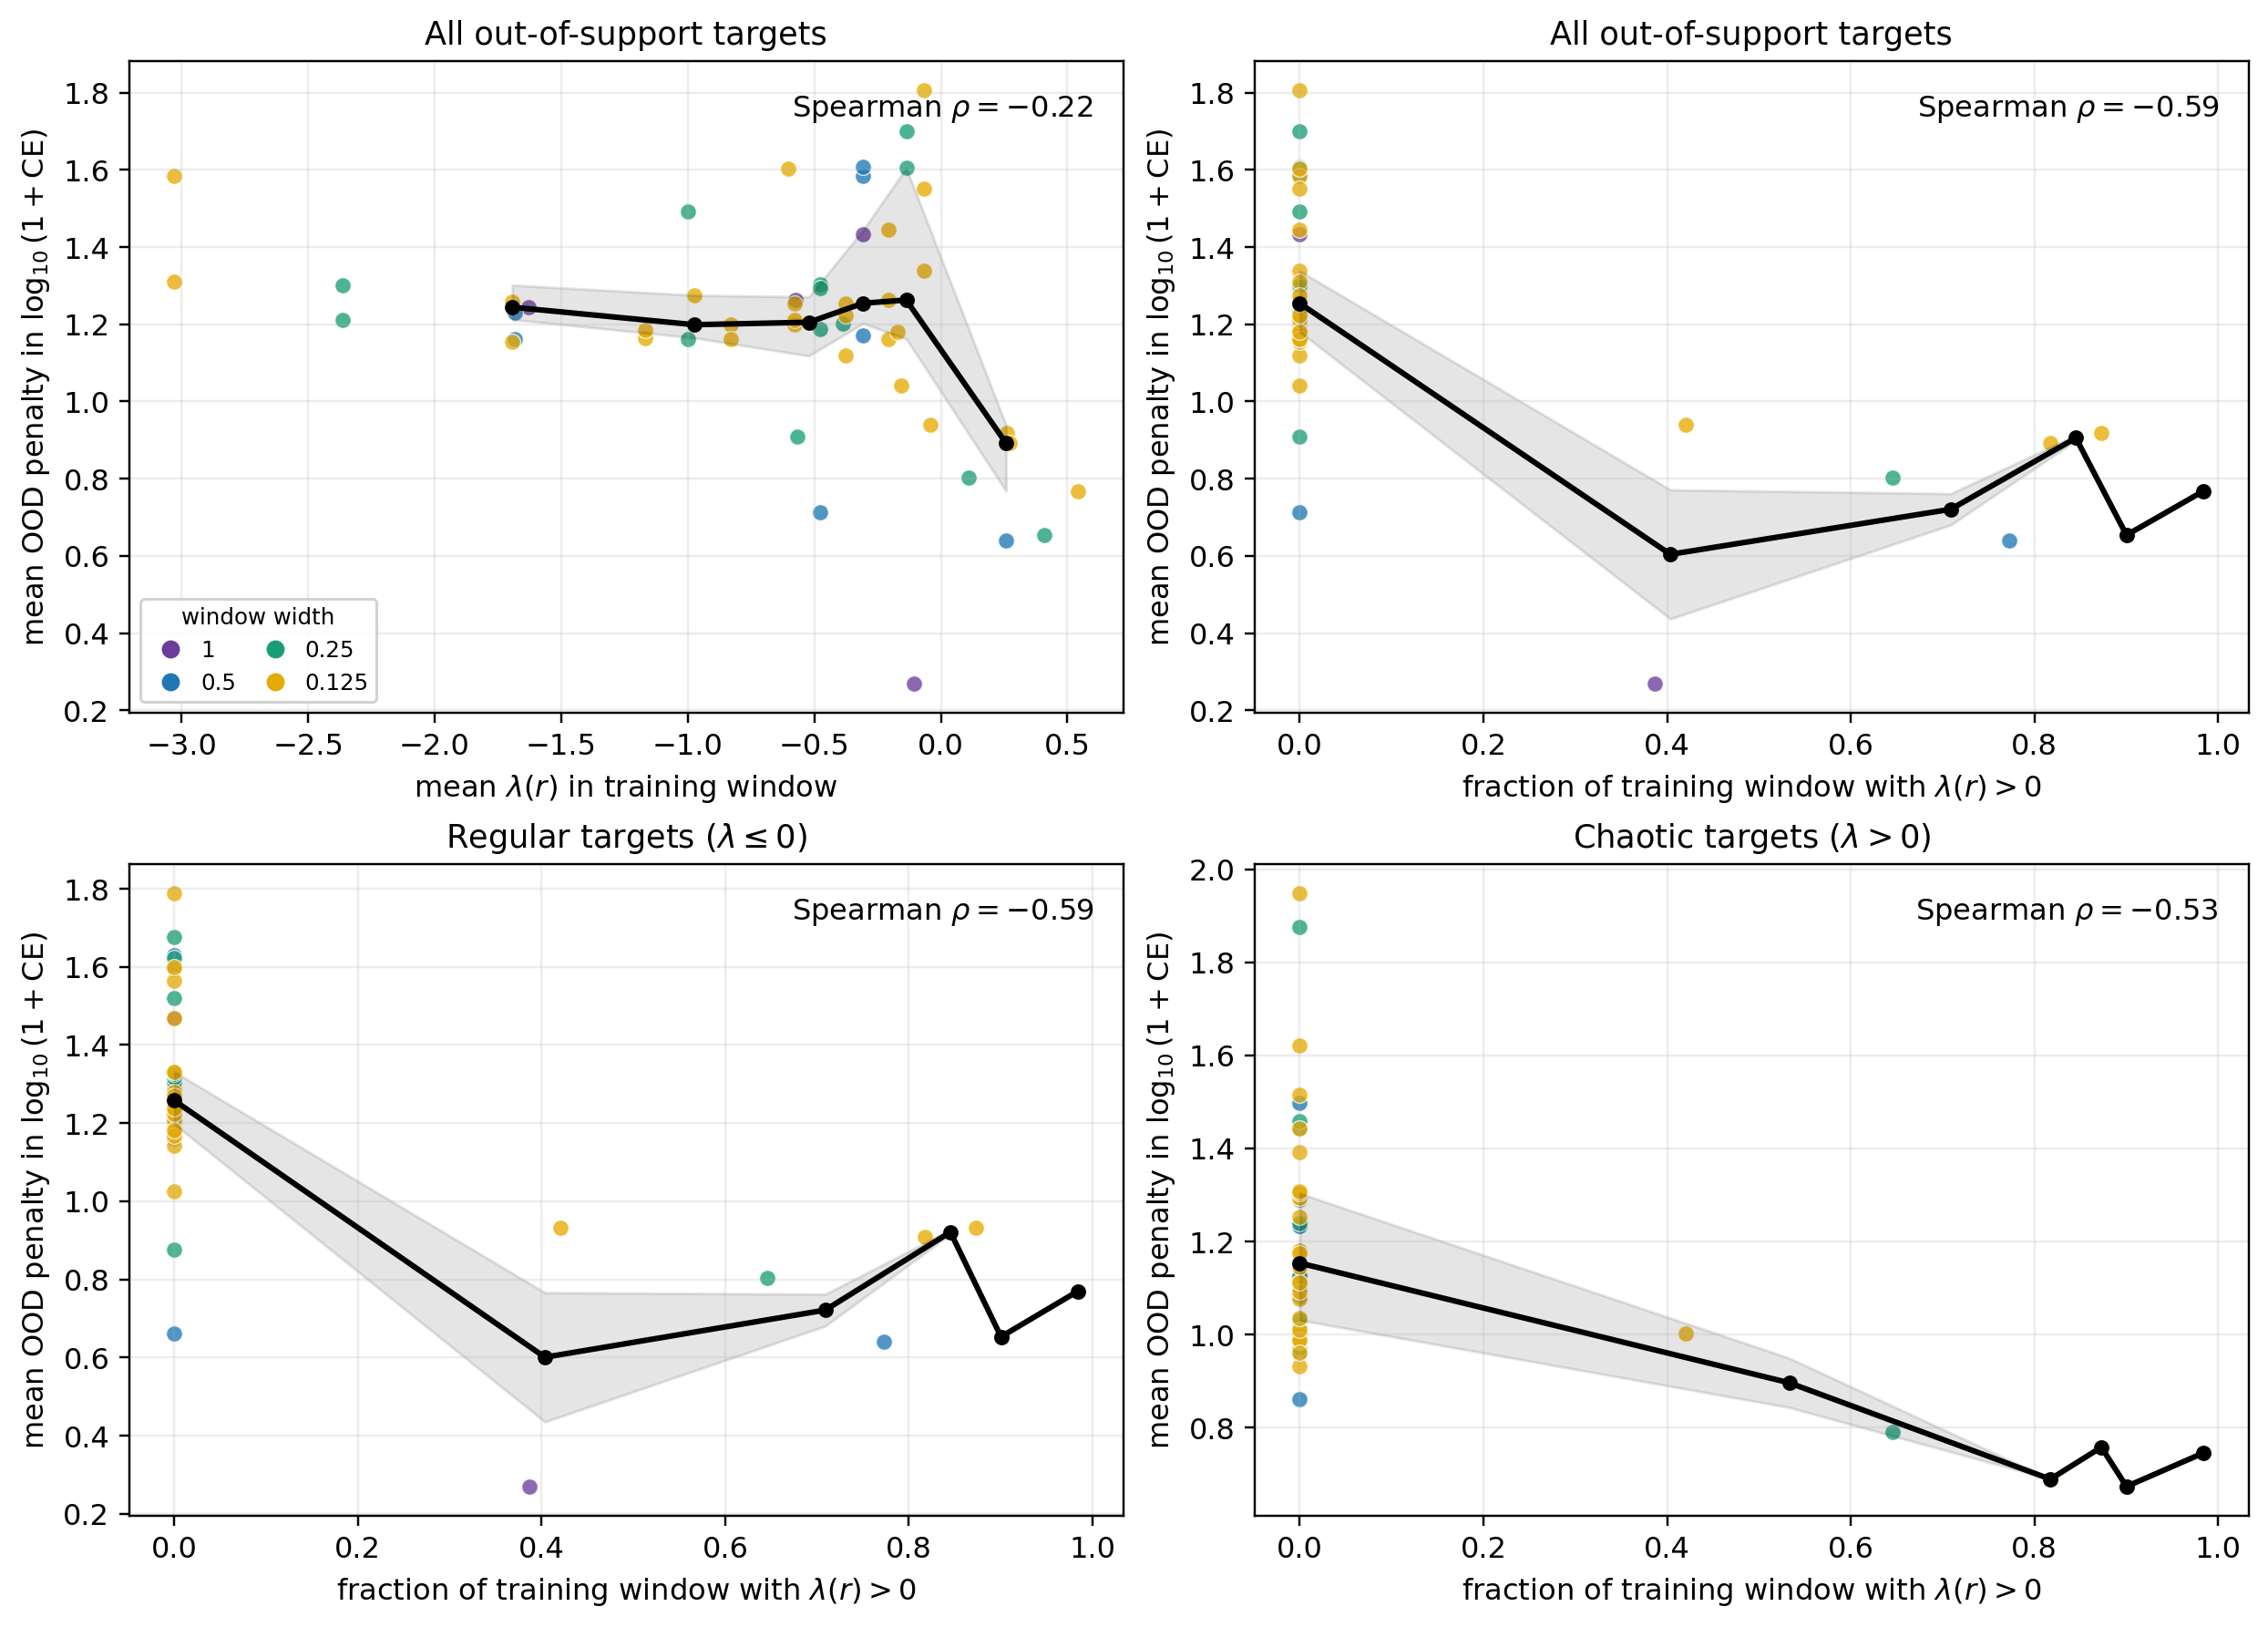 All out-of-support targets
mean OOD penalty in log₁₀(1 + CE)
1.8
1.6
1.4
1.2
1.0
0.8
0.6
0.4
0.2
Spearman ρ = −0.22
window width
1
0.25
0.5
0.125
−3.0 −2.5 −2.0 −1.5 −1.0 −0.5 0.0 0.5
mean λ(r) in training window
All out-of-support targets
mean OOD penalty in log₁₀(1 + CE)
1.8
1.6
1.4
1.2
1.0
0.8
0.6
0.4
0.2
Spearman ρ = −0.59
0.0 0.2 0.4 0.6 0.8 1.0
fraction of training window with λ(r) > 0
Regular targets (λ ≤ 0)
mean OOD penalty in log₁₀(1 + CE)
1.8
1.6
1.4
1.2
1.0
0.8
0.6
0.4
0.2
Spearman ρ = −0.59
0.0 0.2 0.4 0.6 0.8 1.0
fraction of training window with λ(r) > 0
Chaotic targets (λ > 0)
mean OOD penalty in log₁₀(1 + CE)
2.0
1.8
1.6
1.4
1.2
1.0
0.8
Spearman ρ = −0.53
0.0 0.2 0.4 0.6 0.8 1.0
fraction of training window with λ(r) > 0